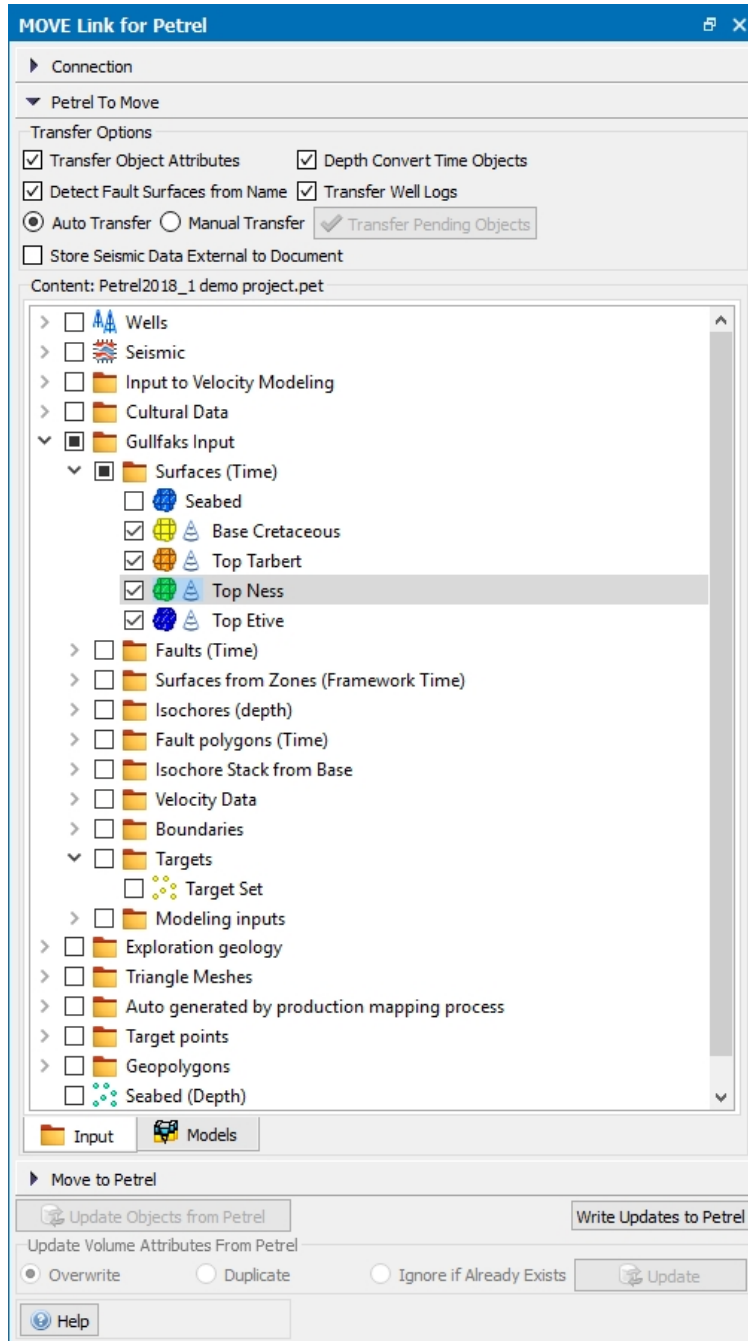 MOVE Link for Petrel
Connection
Petrel To Move
Transfer Options
Transfer Object Attributes Depth Convert Time Objects
Detect Fault Surfaces from Name Transfer Well Logs
Auto Transfer Manual Transfer Transfer Pending Objects
Store Seismic Data External to Document
Content: Petrel2018_1 demo project.pet
Wells
Seismic
Input to Velocity Modeling
Cultural Data
Gullfaks Input
Surfaces (Time)
Seabed
Base Cretaceous
Top Tarbert
Top Ness
Top Etive
Faults (Time)
Surfaces from Zones (Framework Time)
Isochores (depth)
Fault polygons (Time)
Isochore Stack from Base
Velocity Data
Boundaries
Targets
Target Set
Modeling inputs
Exploration geology
Triangle Meshes
Auto generated by production mapping process
Target points
Geopolygons
Seabed (Depth)
Input Models
Move to Petrel
Update Objects from Petrel Write Updates to Petrel
Update Volume Attributes From Petrel
Overwrite Duplicate Ignore if Already Exists Update
Help